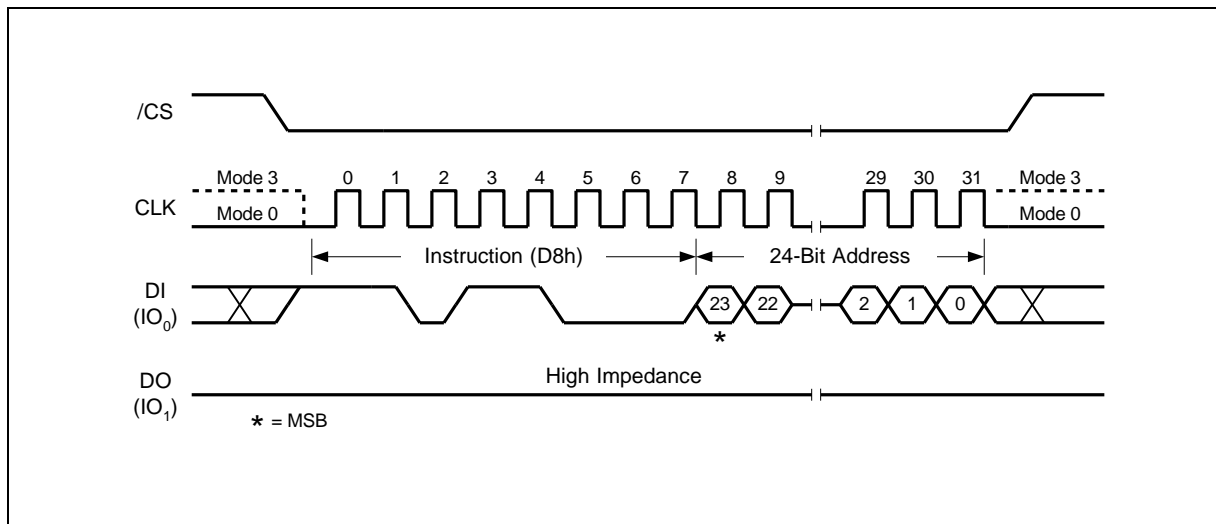 /CS
Mode 3
Mode 0
CLK
0 1 2 3 4 5 6 7 8 9 29 30 31
Mode 3
Mode 0
Instruction (D8h)
24-Bit Address
DI
(IO0)
23 22 2 1 0
*
High Impedance
DO
(IO1)
* = MSB